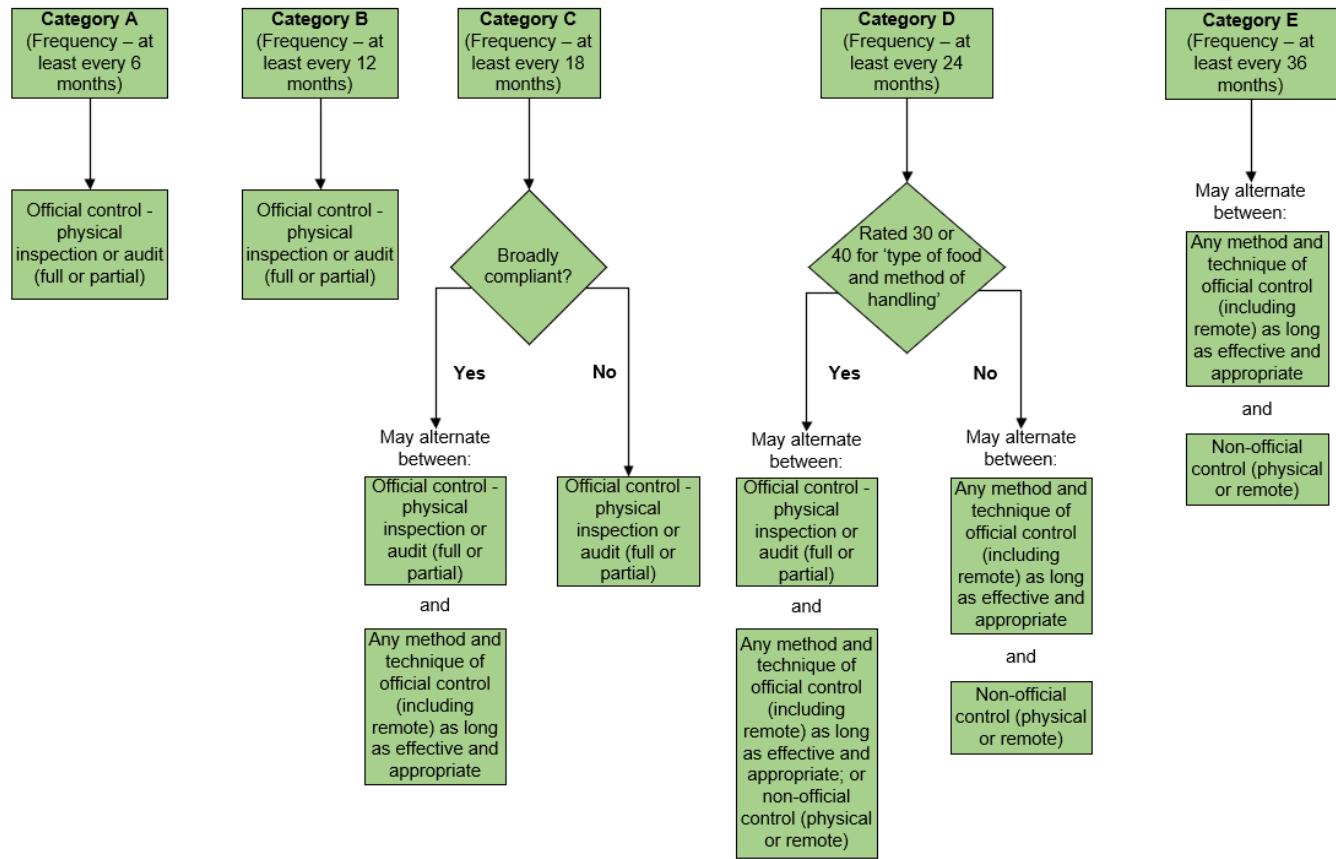 Category A
(Frequency – at
least every 6
months)
Official control -
physical
inspection or audit
(full or partial)
Category B
(Frequency – at
least every 12
months)
Official control -
physical
inspection or audit
(full or partial)
Category C
(Frequency – at
least every 18
months)
Broadly
compliant?
Yes
May alternate
between:
Official control -
physical
inspection or
audit (full or
partial)
and
Any method and
technique of
official control
(including
remote) as long
as effective and
appropriate
No
Official control -
physical
inspection or
audit (full or
partial)
Category D
(Frequency – at
least every 24
months)
Rated 30 or
40 for ‘type of food
and method of
handling’
Yes
May alternate
between:
Official control -
physical
inspection or
audit (full or
partial)
and
Any method and
technique of
official control
(including
remote) as long
as effective and
appropriate; or
non-official
control (physical
or remote)
No
May alternate
between:
Any method and
technique of
official control
(including
remote) as long
as effective and
appropriate
and
Non-official
control (physical
or remote)
Category E
(Frequency – at
least every 36
months)
May alternate
between:
Any method and
technique of
official control
(including
remote) as long
as effective and
appropriate
and
Non-official
control (physical
or remote)